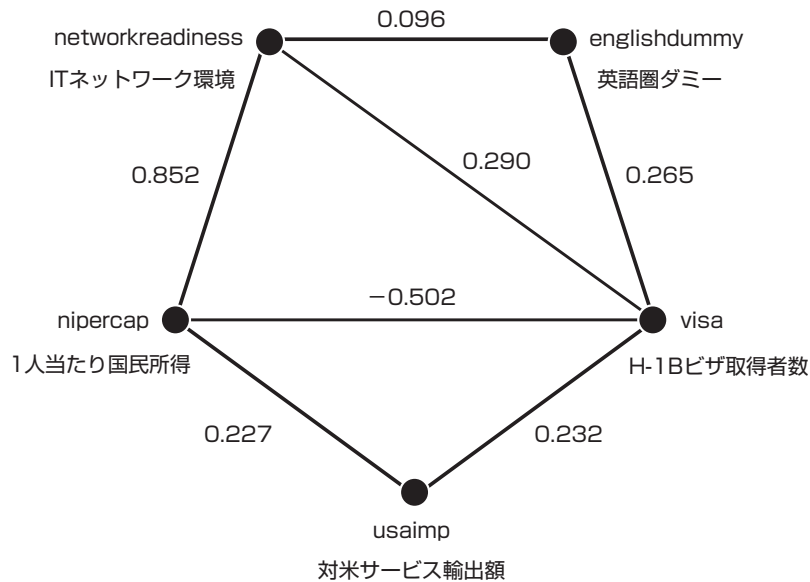 0.096
networkreadiness
englishdummy
ITネットワーク環境
英語圏ダミー
0.852
0.290
0.265
−0.502
nipercap
visa
1人当たり国民所得
H-1Bビザ取得者数
0.227
0.232
usaimp
対米サービス輸出額